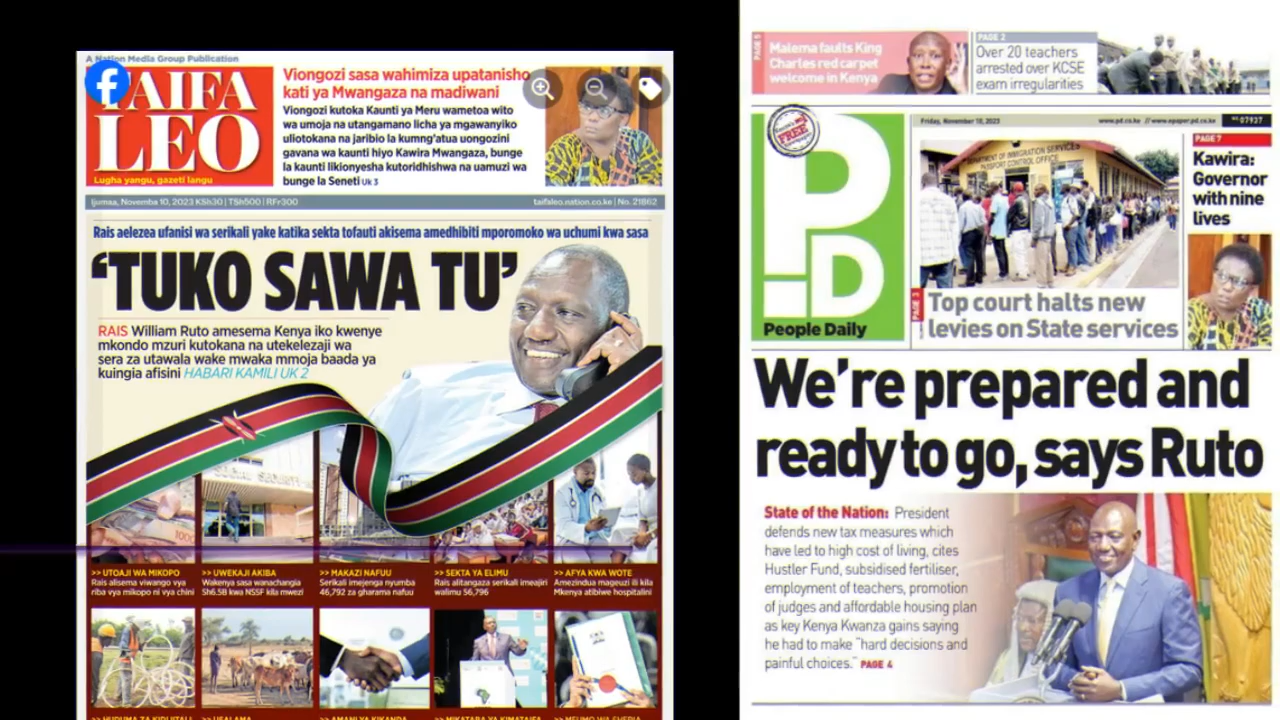 A Nation Media Group Publication
TAIFA
LEO
Lugha yangu, gazeti langu
Viongozi sasa wahimiza upatanisho
kati ya Mwangaza na madiwani
Viongozi kutoka Kaunti ya Meru wametoa wito
wa umoja na utangamano licha ya mgawanyiko
uliotokana na jaribio la kumng'atua uongozini
gavana wa kaunti hiyo Kawira Mwangaza, bunge
la kaunti likionyesha kutoridhishwa na uamuzi wa
bunge la Seneti Uk 3
Ijumaa, Novemba 10, 2023 KSh30 | TSh500 | RFr300
taifaleo.nation.co.ke | No. 21862
Rais aelezea ufanisi wa serikali yake katika sekta tofauti akisema amedhibiti mporomoko wa uchumi kwa sasa
‘TUKO SAWA TU’
RAIS William Ruto amesema Kenya iko kwenye
mkondo mzuri kutokana na utekelezaji wa
sera za utawala wake mwaka mmoja baada ya
kuingia afisini HABARI KAMILI UK 2
>> UTOAJI WA MIKOPO
Rais alisema viwango vya
riba vya mikopo ni vya chini
>> UWEKAJI AKIBA
Wakenya sasa wanachangia
Sh6.5B kwa NSSF kila mwezi
>> MAKAZI NAFUU
Serikali imejenga nyumba
46,792 za gharama nafuu
>> SEKTA YA ELIMU
Rais alitangaza serikali imeajiri
walimu 56,796
>> AFYA KWA WOTE
Amezindua mageuzi ili kila
Mkenya atibiwe hospitalini
PAGE 5
Malema faults King
Charles red carpet
welcome in Kenya
PAGE 2
Over 20 teachers
arrested over KCSE
exam irregularities
FREE
PD
People Daily
Friday, November 10, 2023
www.pd.co.ke // www.epaper.pd.co.ke
NO. 07937
DEPARTMENT OF IMMIGRATION SERVICES
PASSPORT CONTROL OFFICE
PAGE 3
Top court halts new
levies on State services
PAGE 7
Kawira:
Governor
with nine
lives
We're prepared and
ready to go, says Ruto
State of the Nation: President
defends new tax measures which
have led to high cost of living, cites
Hustler Fund, subsidised fertiliser,
employment of teachers, promotion
of judges and affordable housing plan
as key Kenya Kwanza gains saying
he had to make "hard decisions and
painful choices." PAGE 4